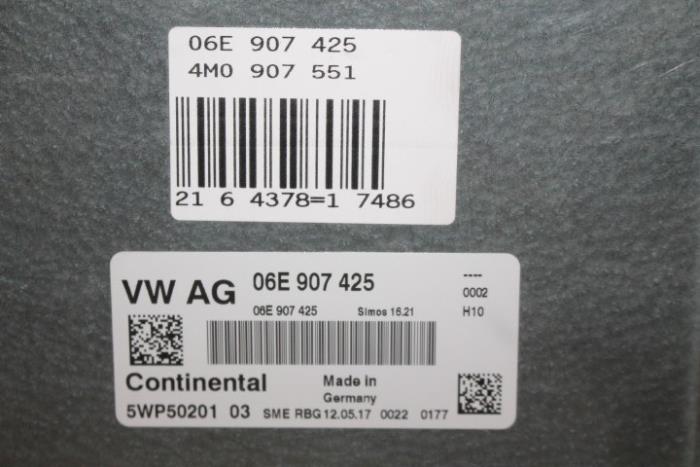 06E 907 425
4M0 907 551
21 6 4378=1 7486
VW AG 06E 907 425
----
0002
06E 907 425 Simos 16.21 H10
Continental Made in
Germany
5WP50201 03 SME RBG 12.05.17 0022 0177